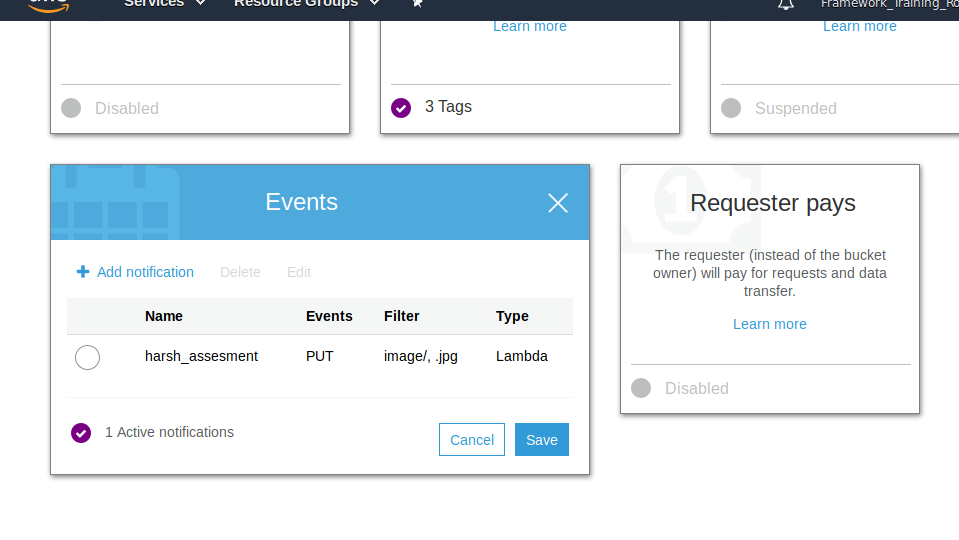 Services Resource Groups Framework_Training_Ro
Learn more Learn more
Disabled 3 Tags Suspended
Events
Requester pays
The requester (instead of the bucket
owner) will pay for requests and data
transfer.
Learn more
Disabled
Add notification Delete Edit
Name Events Filter Type
harsh_assesment PUT image/, .jpg Lambda
1 Active notifications Cancel Save